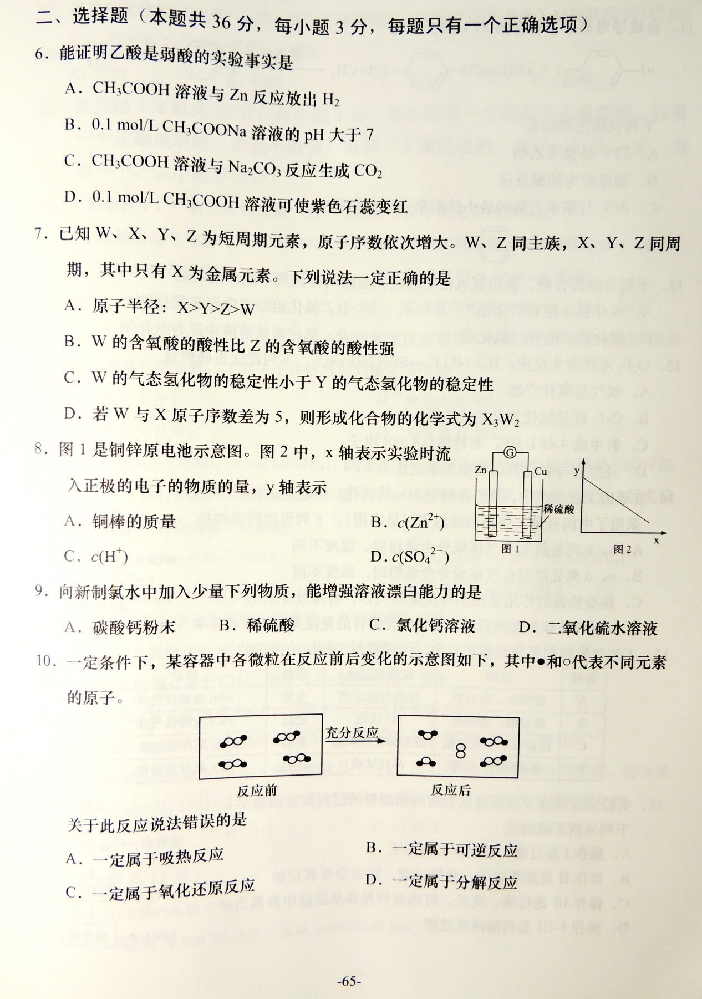 二、选择题（本题共 36 分，每小题 3 分，每题只有一个正确选项）
6．能证明乙酸是弱酸的实验事实是
A．CH₃COOH 溶液与 Zn 反应放出 H₂
B．0.1 mol/L CH₃COONa 溶液的 pH 大于 7
C．CH₃COOH 溶液与 Na₂CO₃ 反应生成 CO₂
D．0.1 mol/L CH₃COOH 溶液可使紫色石蕊变红
7．已知 W、X、Y、Z 为短周期元素，原子序数依次增大。W、Z 同主族，X、Y、Z 同周
期，其中只有 X 为金属元素。下列说法一定正确的是
A．原子半径：X>Y>Z>W
B．W 的含氧酸的酸性比 Z 的含氧酸的酸性强
C．W 的气态氢化物的稳定性小于 Y 的气态氢化物的稳定性
D．若 W 与 X 原子序数差为 5，则形成化合物的化学式为 X₃W₂
8．图 1 是铜锌原电池示意图。图 2 中，x 轴表示实验时流
入正极的电子的物质的量，y 轴表示
A．铜棒的质量 B．c(Zn²⁺)
C．c(H⁺) D．c(SO₄²⁻)
G
Zn Cu
稀硫酸
图 1
y
x
图 2
9．向新制氯水中加入少量下列物质，能增强溶液漂白能力的是
A．碳酸钙粉末 B．稀硫酸 C．氯化钙溶液 D．二氧化硫水溶液
10．一定条件下，某容器中各微粒在反应前后变化的示意图如下，其中●和○代表不同元素
的原子。
充分反应
反应前 反应后
关于此反应说法错误的是
A．一定属于吸热反应 B．一定属于可逆反应
C．一定属于氧化还原反应 D．一定属于分解反应
-65-